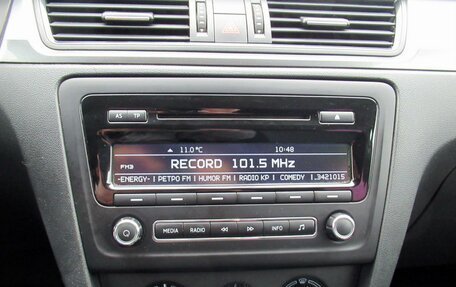 AS TP
11.0 °C 10:48
FM3 RECORD 101.5 MHz
-ENERGY- | РЕТРО FM | HUMOR FM | RADIO KP | COMEDY | .3421015
MEDIA RADIO INFO